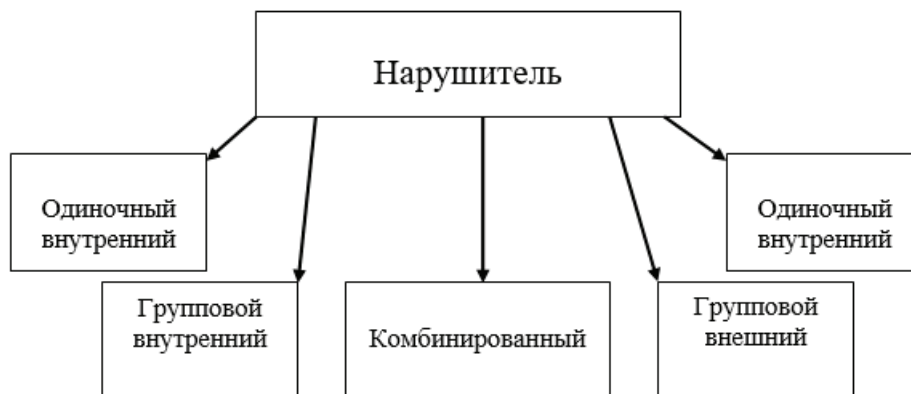 Нарушитель
Одиночный
внутренний
Одиночный
внутренний
Групповой
внутренний
Комбинированный
Групповой
внешний